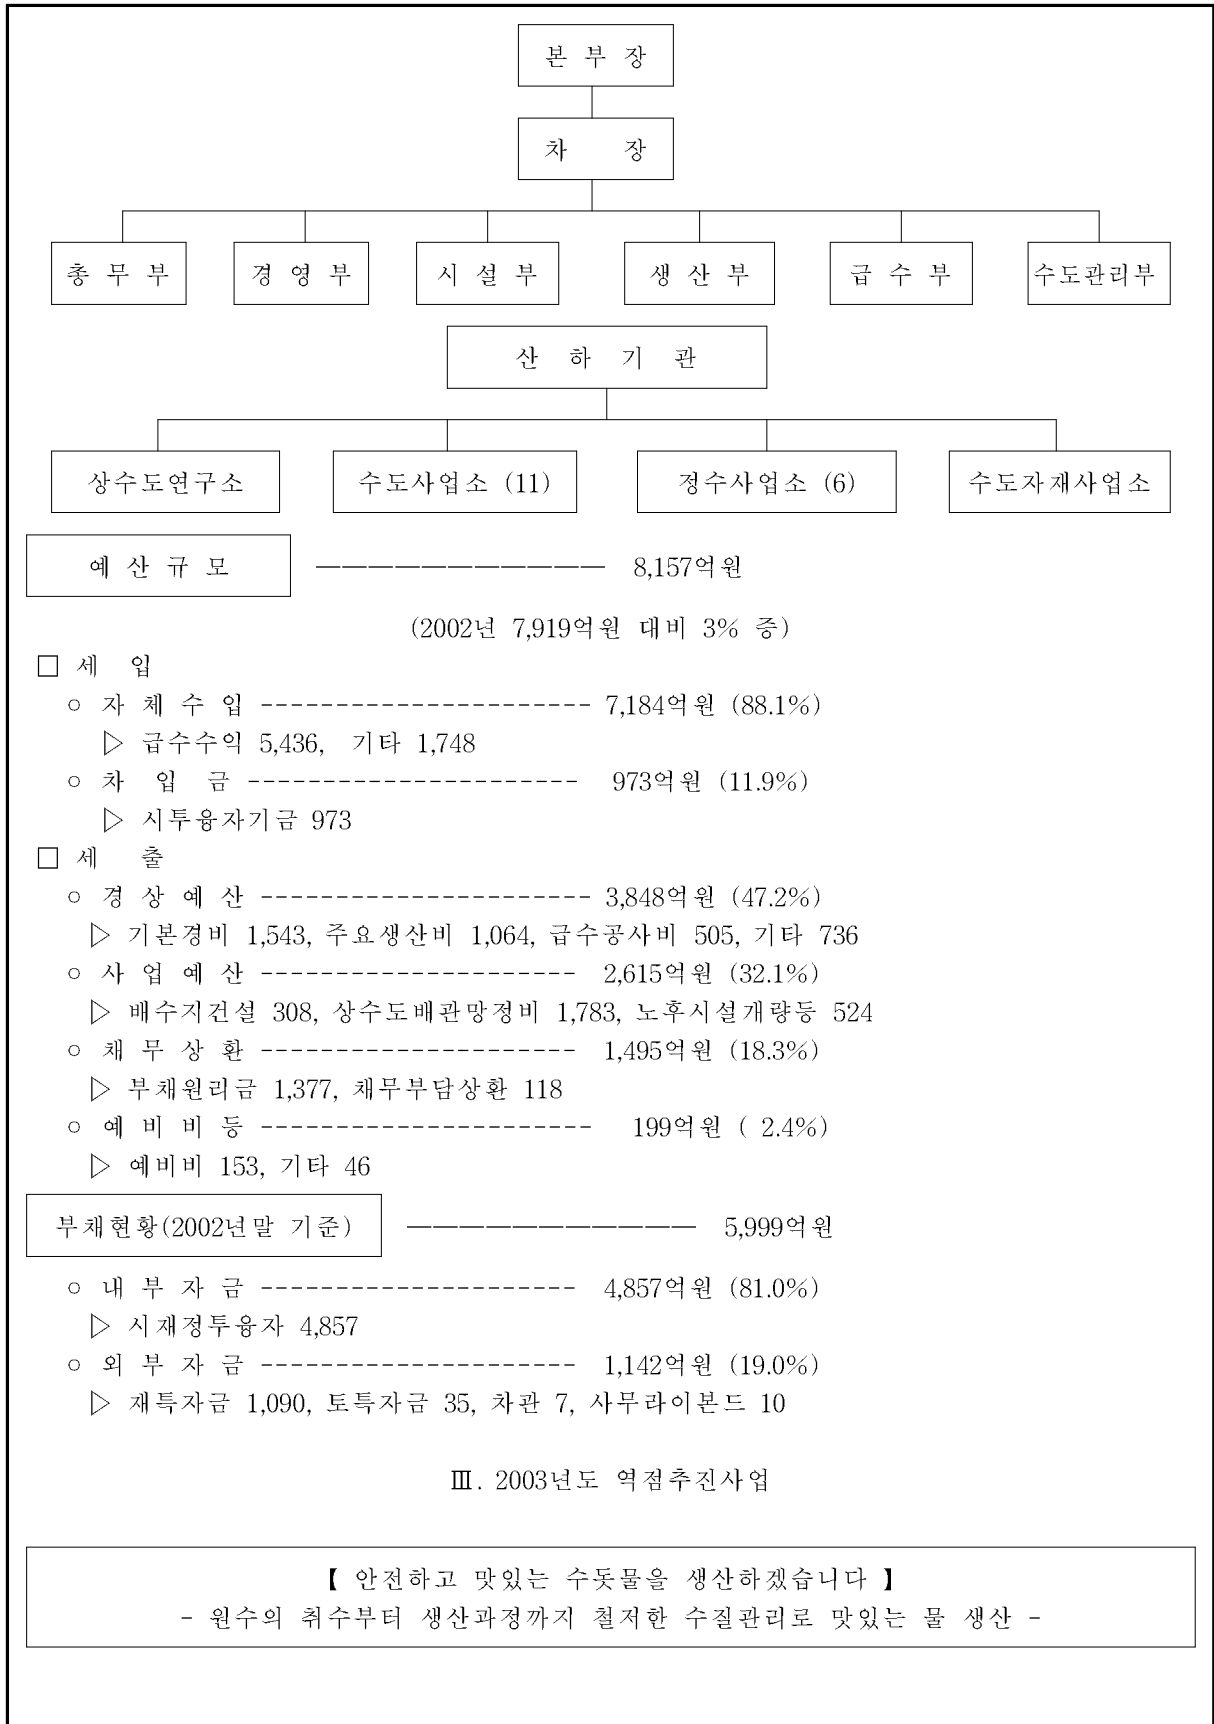 본 부 장
차 장
총 무 부 경 영 부 시 설 부 생 산 부 급 수 부 수도관리부
산 하 기 관
상수도연구소 수도사업소 (11) 정수사업소 (6) 수도자재사업소
예 산 규 모 ─────────── 8,157억원
(2002년 7,919억원 대비 3% 증)
□ 세 입
○ 자 체 수 입 ---------------------- 7,184억원 (88.1%)
▷ 급수수익 5,436, 기타 1,748
○ 차 입 금 ---------------------- 973억원 (11.9%)
▷ 시투융자기금 973
□ 세 출
○ 경 상 예 산 ---------------------- 3,848억원 (47.2%)
▷ 기본경비 1,543, 주요생산비 1,064, 급수공사비 505, 기타 736
○ 사 업 예 산 --------------------- 2,615억원 (32.1%)
▷ 배수지건설 308, 상수도배관망정비 1,783, 노후시설개량등 524
○ 채 무 상 환 --------------------- 1,495억원 (18.3%)
▷ 부채원리금 1,377, 채무부담상환 118
○ 예 비 비 등 ---------------------- 199억원 ( 2.4%)
▷ 예비비 153, 기타 46
부채현황(2002년말 기준) ─────────── 5,999억원
○ 내 부 자 금 --------------------- 4,857억원 (81.0%)
▷ 시재정투융자 4,857
○ 외 부 자 금 --------------------- 1,142억원 (19.0%)
▷ 재특자금 1,090, 토특자금 35, 차관 7, 사무라이본드 10
Ⅲ. 2003년도 역점추진사업
【 안전하고 맛있는 수돗물을 생산하겠습니다 】
- 원수의 취수부터 생산과정까지 철저한 수질관리로 맛있는 물 생산 -